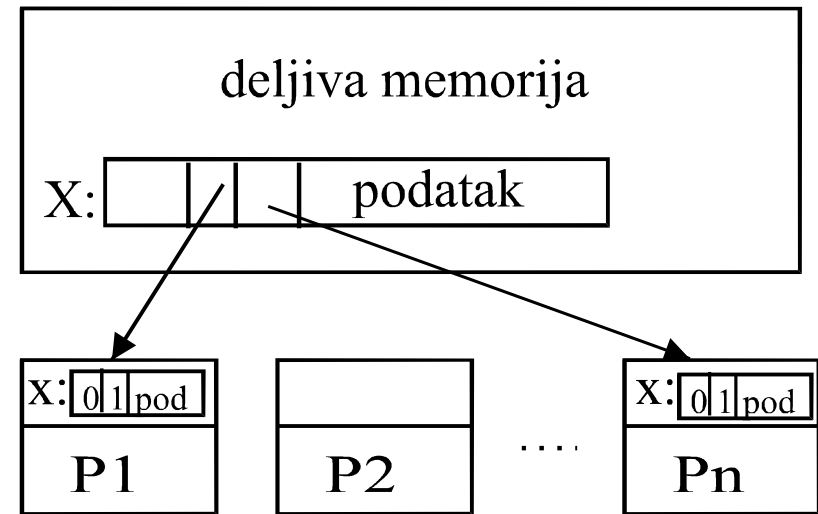 deljiva memorija
X: podatak
x: 0 1 pod
x: 0 1 pod
P1 P2 .... Pn